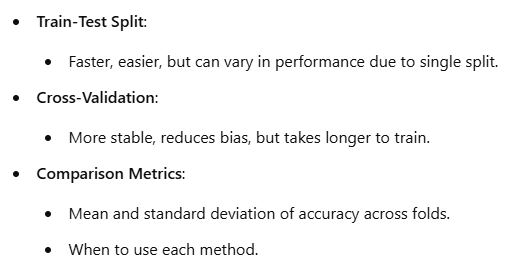 Train-Test Split:
Faster, easier, but can vary in performance due to single split.
Cross-Validation:
More stable, reduces bias, but takes longer to train.
Comparison Metrics:
Mean and standard deviation of accuracy across folds.
When to use each method.